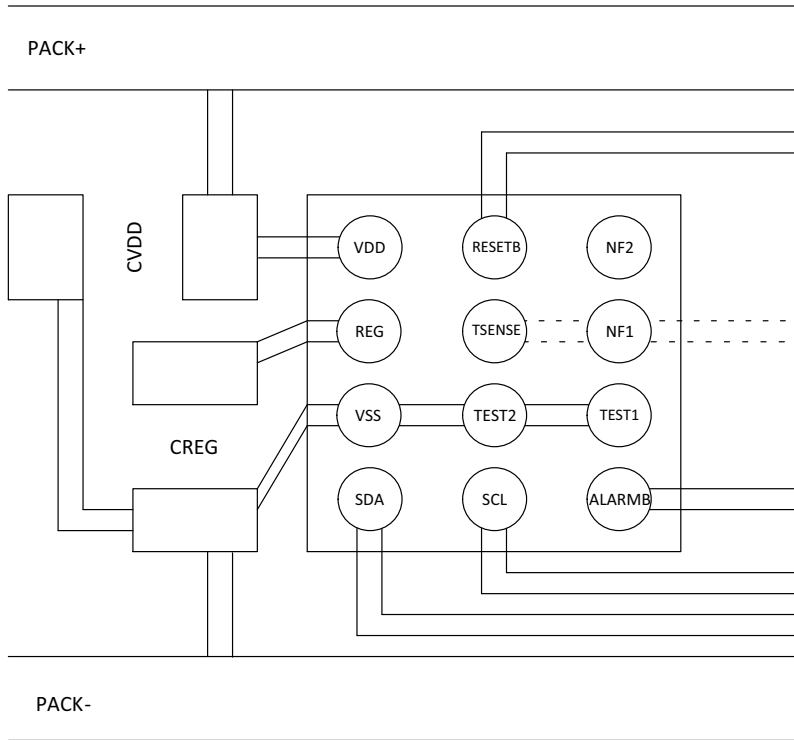 PACK+
CVDD
VDD
RESETB
NF2
REG
TSENSE
NF1
VSS
TEST2
TEST1
CREG
SDA
SCL
ALARMB
PACK-